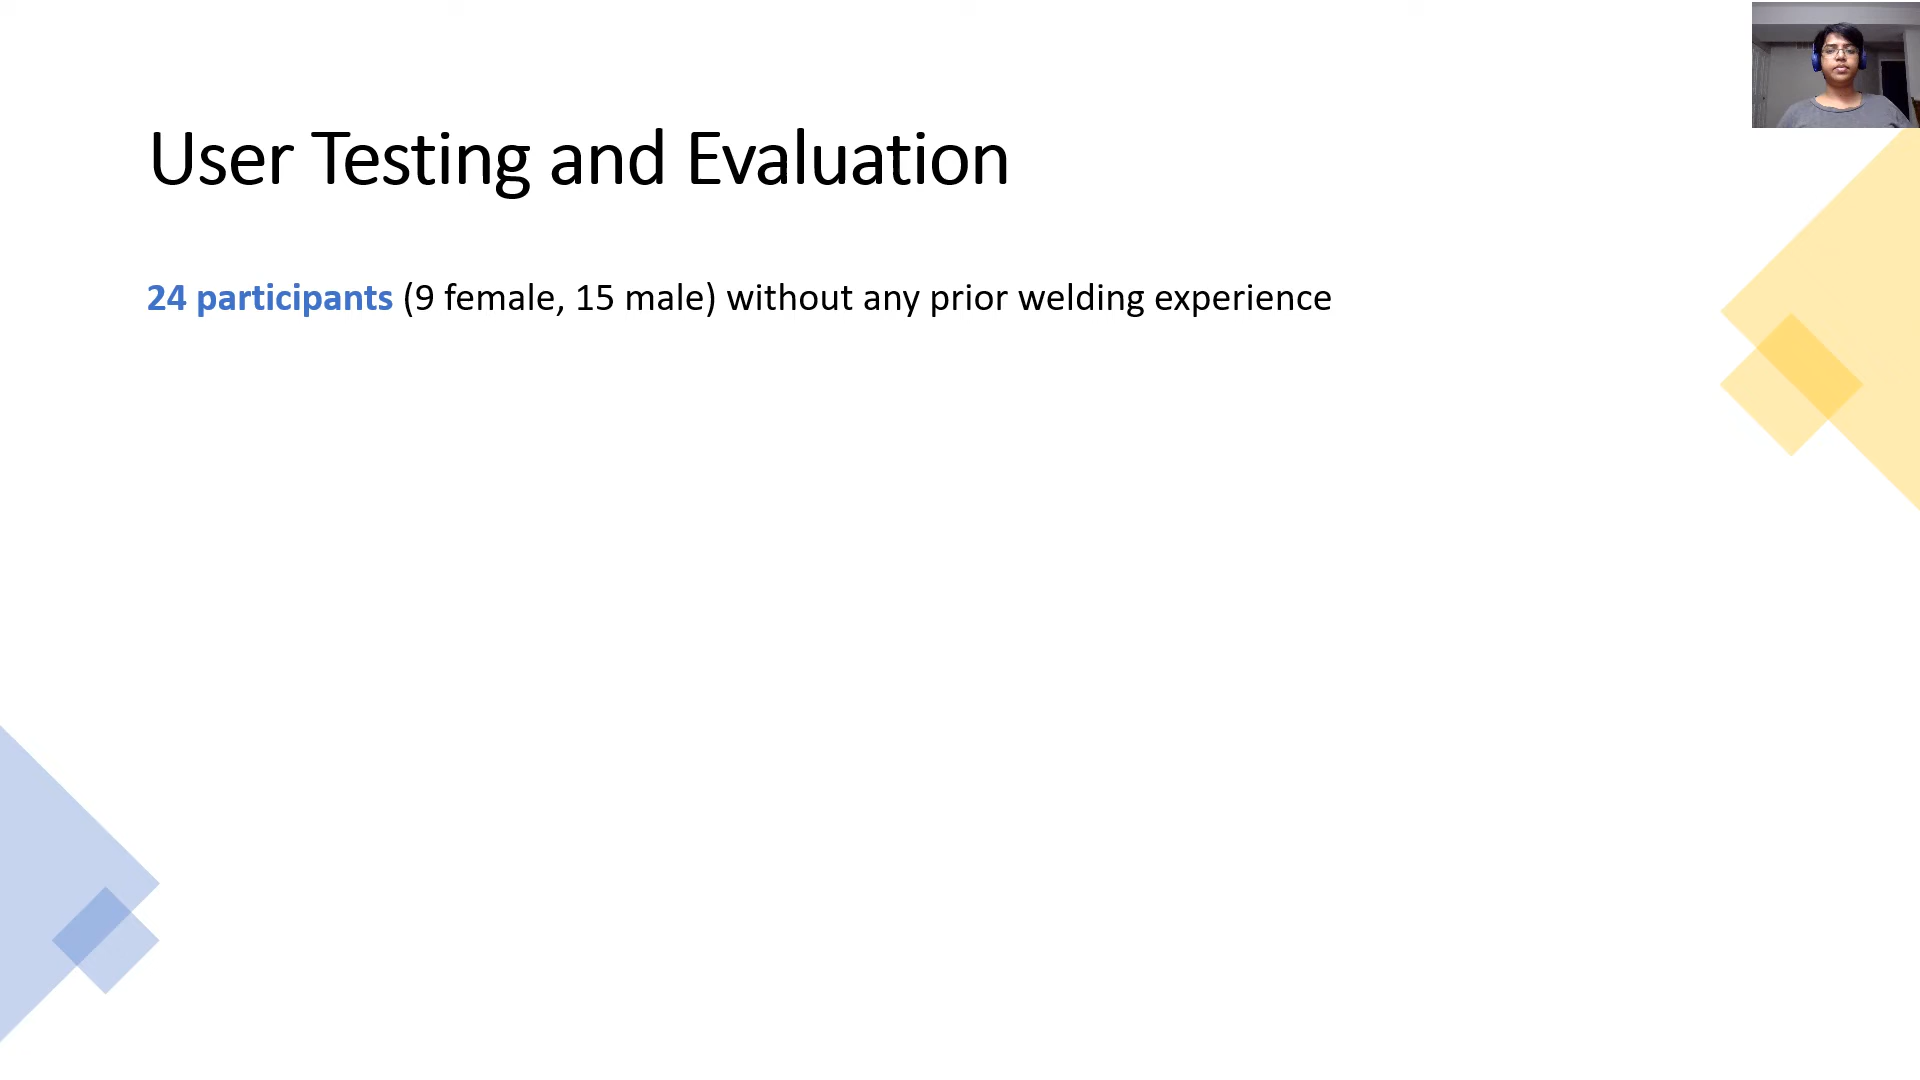 User Testing and Evaluation
24 participants (9 female, 15 male) without any prior welding experience